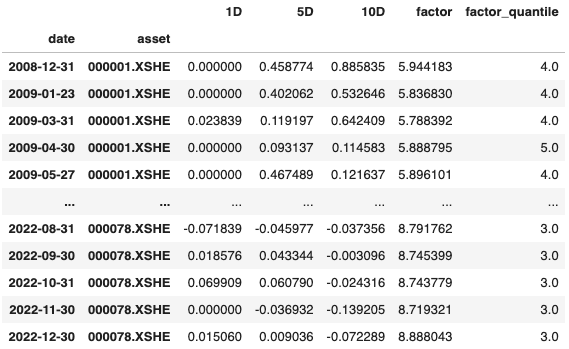 1D 5D 10D factor factor_quantile
date asset
2008-12-31 000001.XSHE 0.000000 0.458774 0.885835 5.944183 4.0
2009-01-23 000001.XSHE 0.000000 0.402062 0.532646 5.836830 4.0
2009-03-31 000001.XSHE 0.023839 0.119197 0.642409 5.788392 4.0
2009-04-30 000001.XSHE 0.000000 0.093137 0.114583 5.888795 5.0
2009-05-27 000001.XSHE 0.000000 0.467489 0.121637 5.896101 4.0
... ... ... ... ... ... ...
2022-08-31 000078.XSHE -0.071839 -0.045977 -0.037356 8.791762 3.0
2022-09-30 000078.XSHE 0.018576 0.043344 -0.003096 8.745399 3.0
2022-10-31 000078.XSHE 0.069909 0.060790 -0.024316 8.743779 3.0
2022-11-30 000078.XSHE 0.000000 -0.036932 -0.139205 8.719321 3.0
2022-12-30 000078.XSHE 0.015060 0.009036 -0.072289 8.888043 3.0